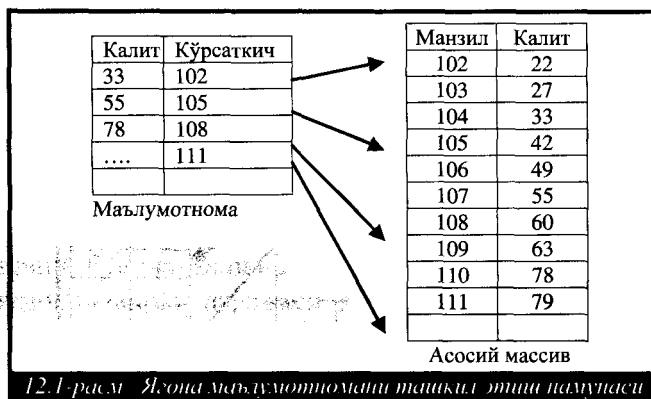 Калит Кўрсаткич
33 102
55 105
78 108
.... 111
Маълумотнома
Манзил Калит
102 22
103 27
104 33
105 42
106 49
107 55
108 60
109 63
110 78
111 79
Асосий массив
12.1-расм Ягона маълумотномани ташкил этиш намунаси